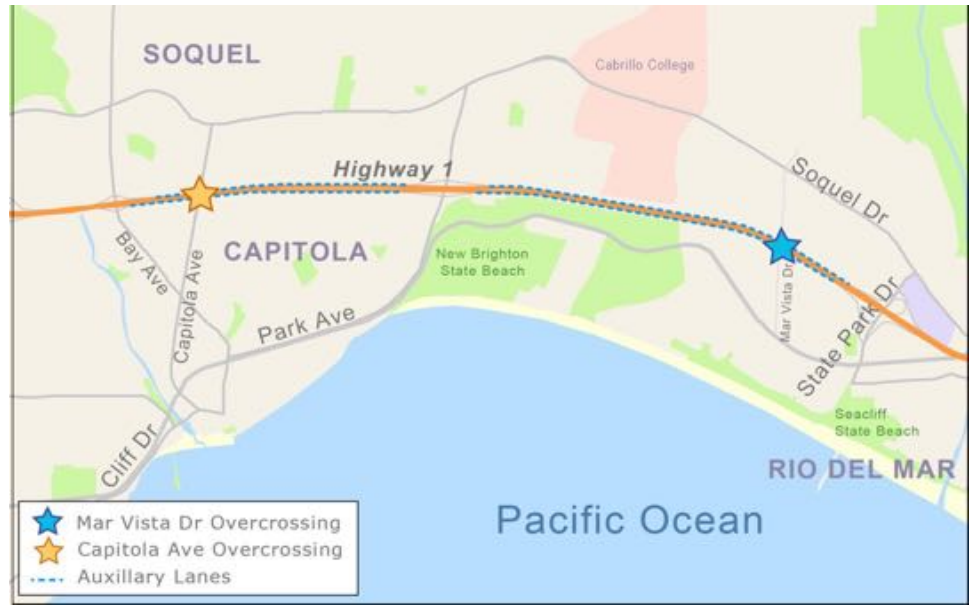 SOQUEL
Cabrillo College
Highway 1
Soquel Dr
Bay Ave
Capitola Ave
CAPITOLA
New Brighton
State Beach
Mar Vista Dr
Park Ave
State Park Dr
Seacliff
State Beach
Cliff Dr
RIO DEL MAR
Pacific Ocean
Mar Vista Dr Overcrossing
Capitola Ave Overcrossing
Auxillary Lanes